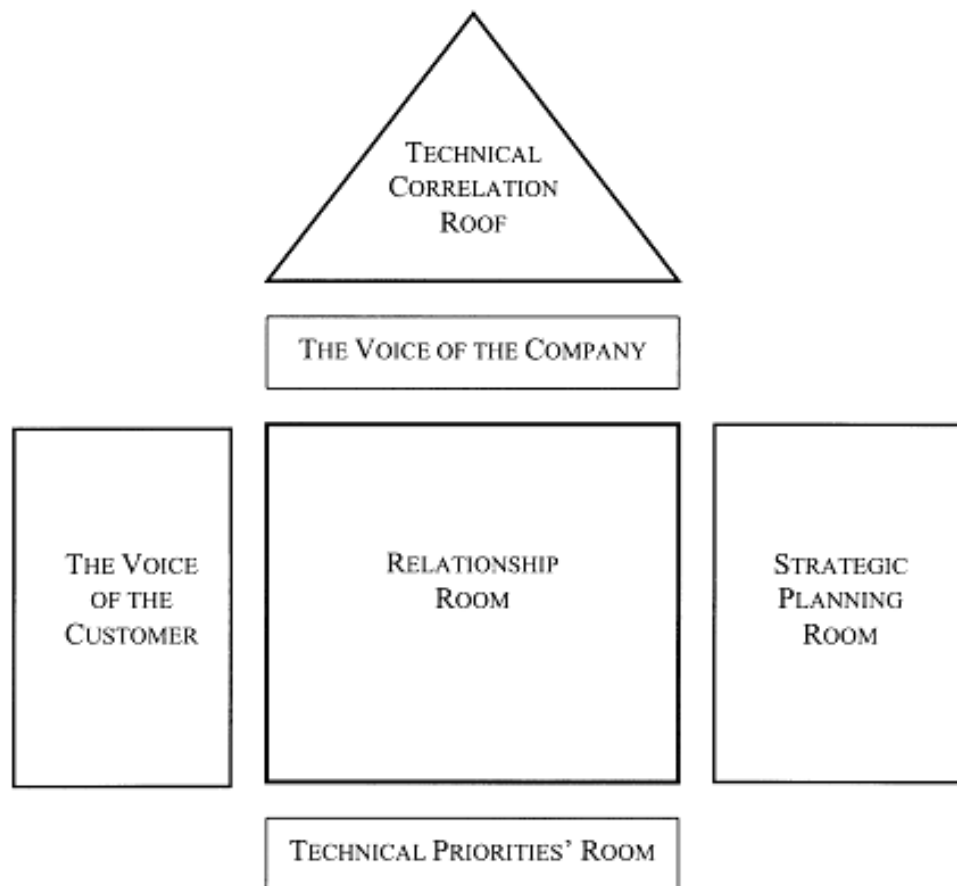 TECHNICAL
CORRELATION
ROOF
THE VOICE OF THE COMPANY
THE VOICE
OF THE
CUSTOMER
RELATIONSHIP
ROOM
STRATEGIC
PLANNING
ROOM
TECHNICAL PRIORITIES’ ROOM